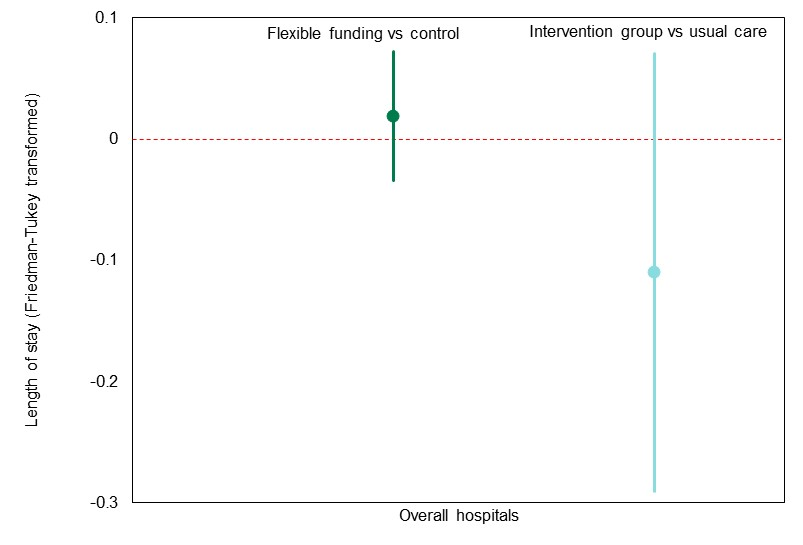 0.1
Flexible funding vs control
Intervention group vs usual care
0
-0.1
-0.2
-0.3
Length of stay (Friedman-Tukey transformed)
Overall hospitals